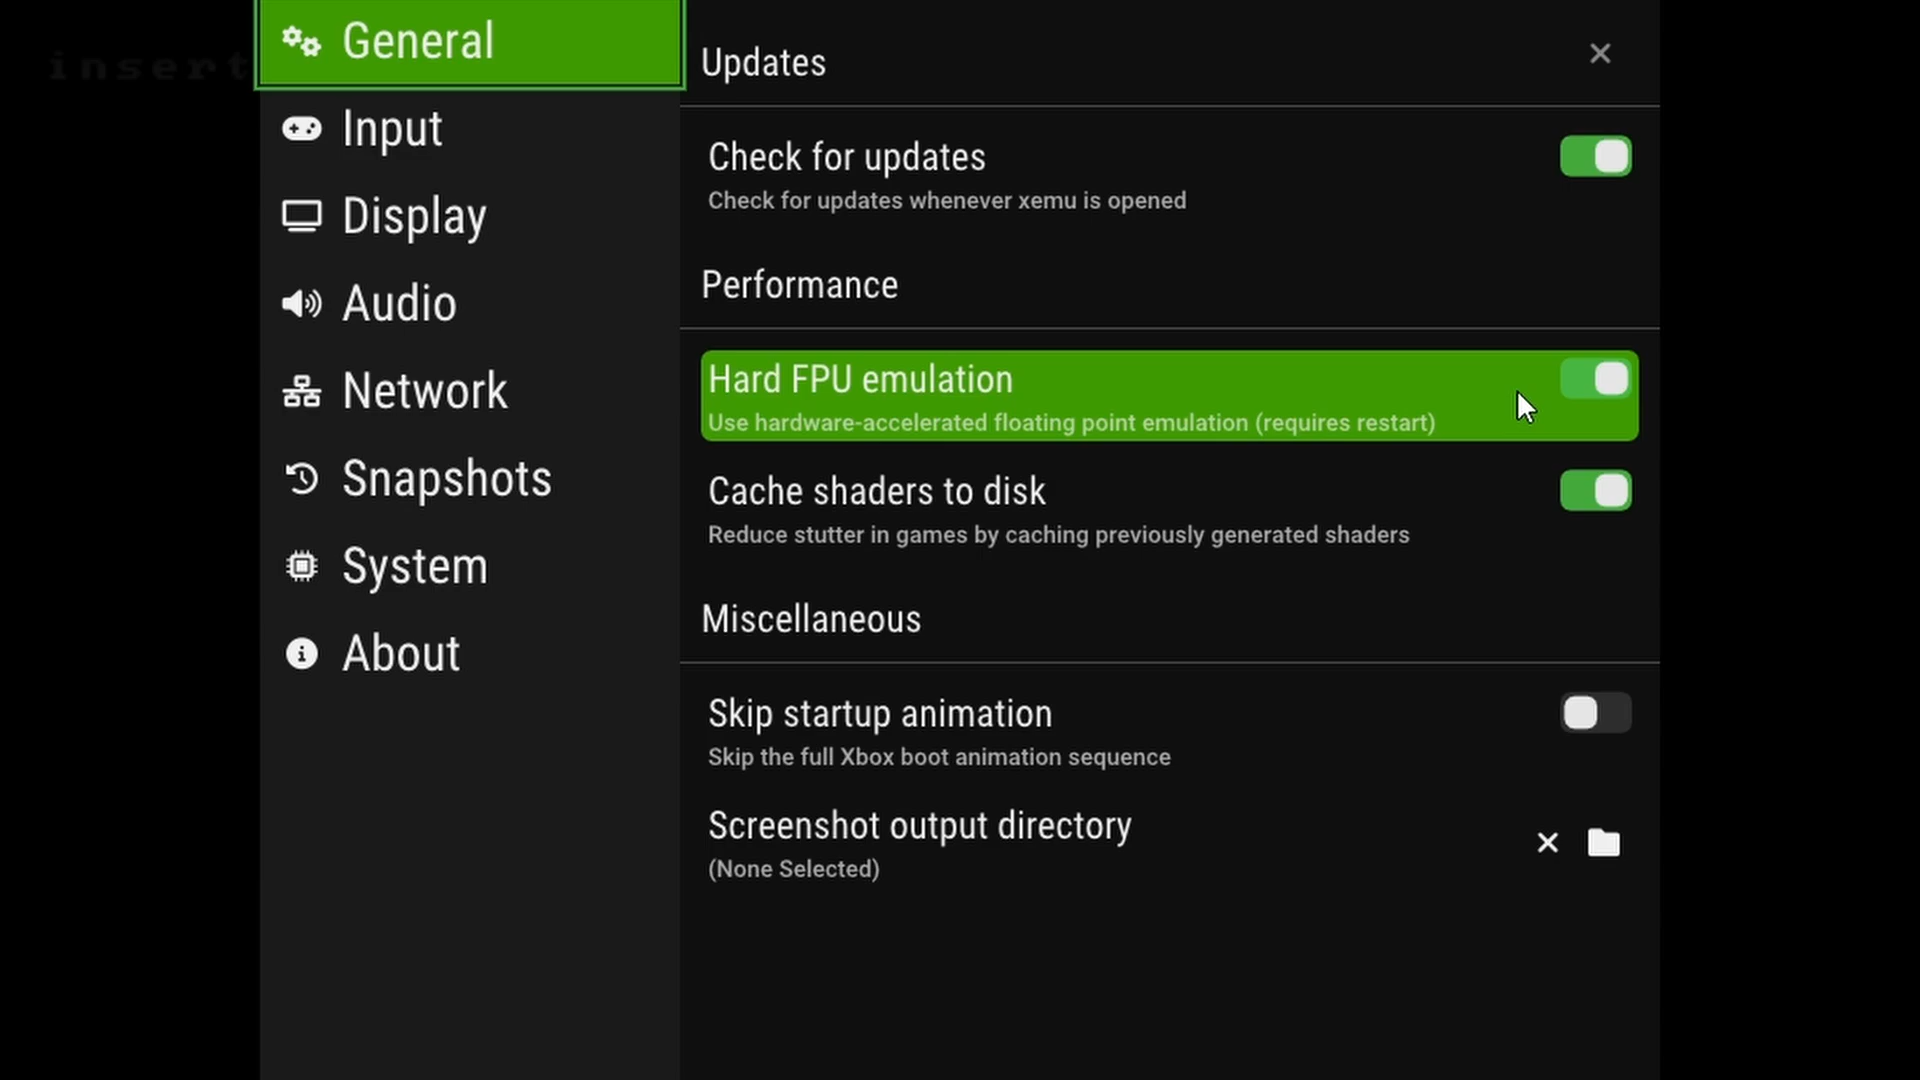 insert
General
Input
Display
Audio
Network
Snapshots
System
About
Updates
Check for updates
Check for updates whenever xemu is opened
Performance
Hard FPU emulation
Use hardware-accelerated floating point emulation (requires restart)
Cache shaders to disk
Reduce stutter in games by caching previously generated shaders
Miscellaneous
Skip startup animation
Skip the full Xbox boot animation sequence
Screenshot output directory
(None Selected)